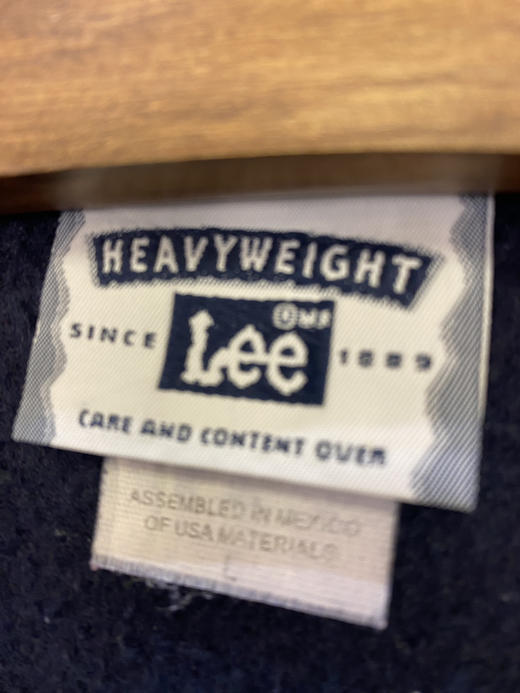 HEAVYWEIGHT
SINCE Lee 1889
CARE AND CONTENT OVER
ASSEMBLED IN MEXICO
OF USA MATERIALS
L